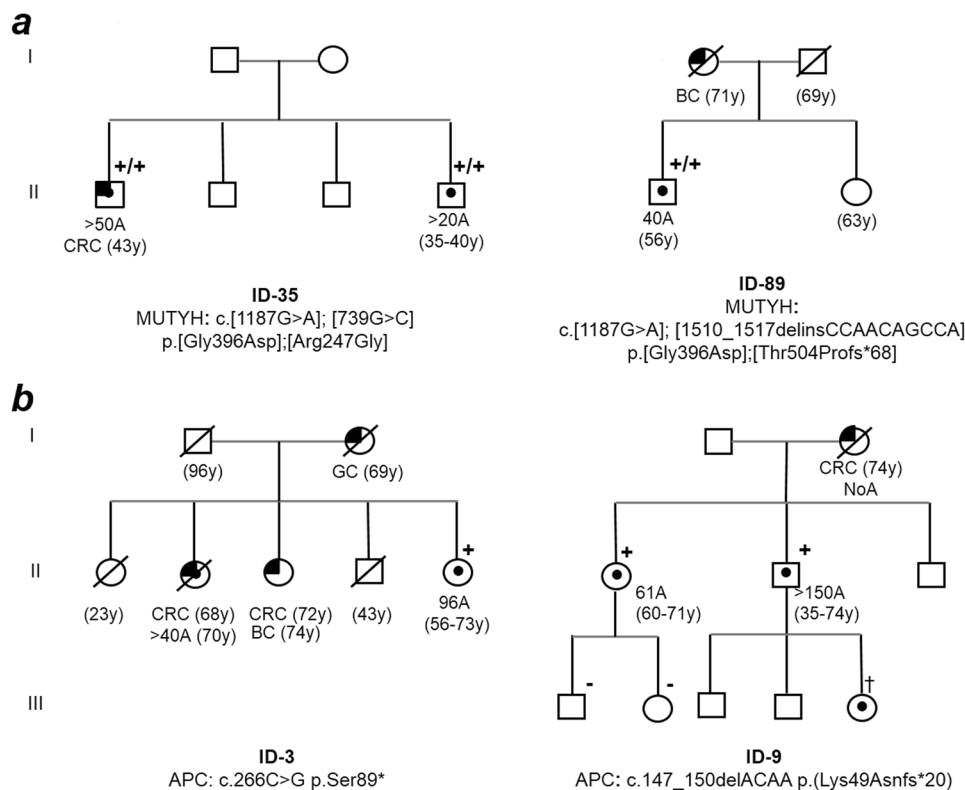 a
I
BC (71y)
(69y)
II
+/+
+/+
+/+
>50A
CRC (43y)
>20A
(35-40y)
40A
(56y)
(63y)
ID-35
MUTYH: c.[1187G>A]; [739G>C]
p.[Gly396Asp];[Arg247Gly]
ID-89
MUTYH:
c.[1187G>A]; [1510_1517delinsCCAACAGCCA]
p.[Gly396Asp];[Thr504Profs*68]
b
I
(96y)
GC (69y)
CRC (74y)
NoA
II
+
+
+
(23y)
CRC (68y)
>40A (70y)
CRC (72y)
BC (74y)
(43y)
96A
(56-73y)
61A
(60-71y)
>150A
(35-74y)
III
-
-
†
ID-3
APC: c.266C>G p.Ser89*
ID-9
APC: c.147_150delACAA p.(Lys49Asnfs*20)